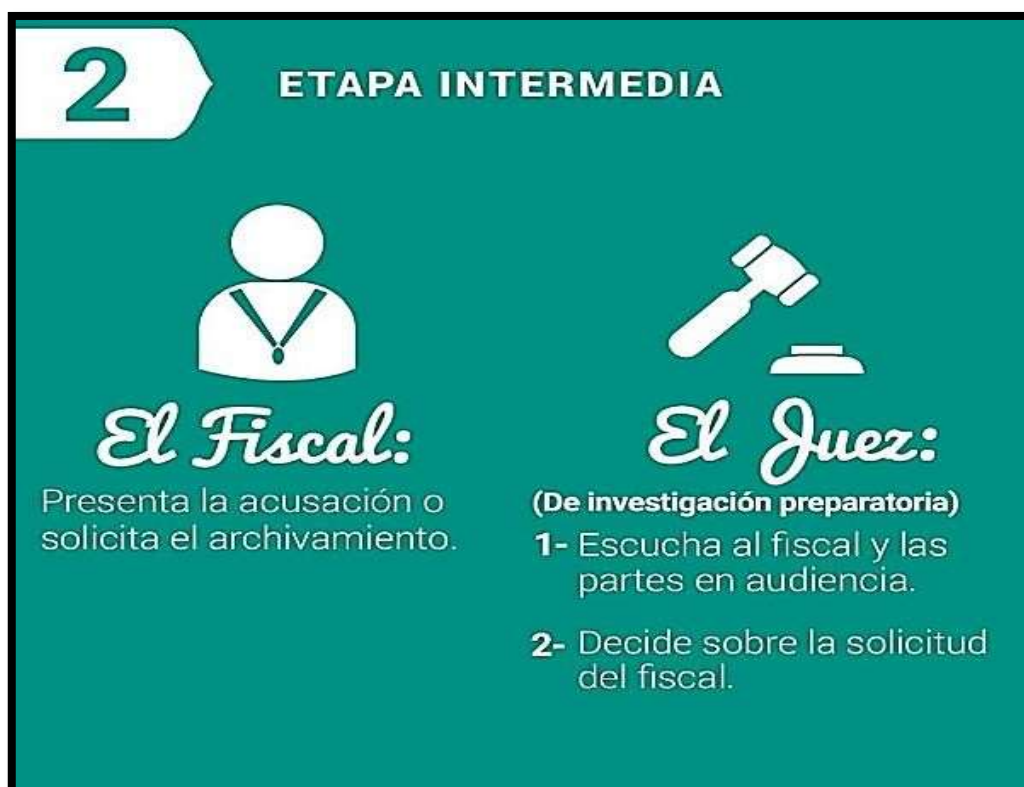 2
ETAPA INTERMEDIA
El Fiscal:
Presenta la acusación o
solicita el archivamiento.
El Juez:
(De investigación preparatoria)
1- Escucha al fiscal y las
partes en audiencia.
2- Decide sobre la solicitud
del fiscal.